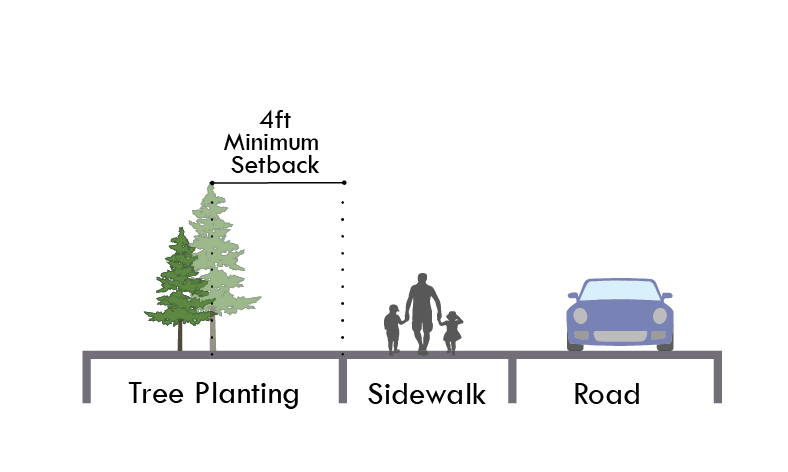 4ft
Minimum
Setback
Tree Planting
Sidewalk
Road